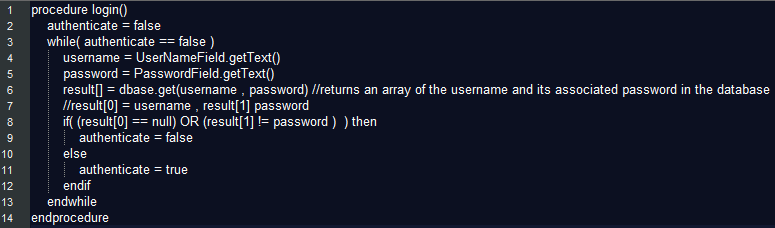 1 procedure login()
2 authenticate = false
3 while( authenticate == false )
4 username = UserNameField.getText()
5 password = PasswordField.getText()
6 result[] = dbase.get(username , password) //returns an array of the username and its associated password in the database
7 //result[0] = username , result[1] password
8 if( (result[0] == null) OR (result[1] != password )  ) then
9 authenticate = false
10 else
11 authenticate = true
12 endif
13 endwhile
14 endprocedure